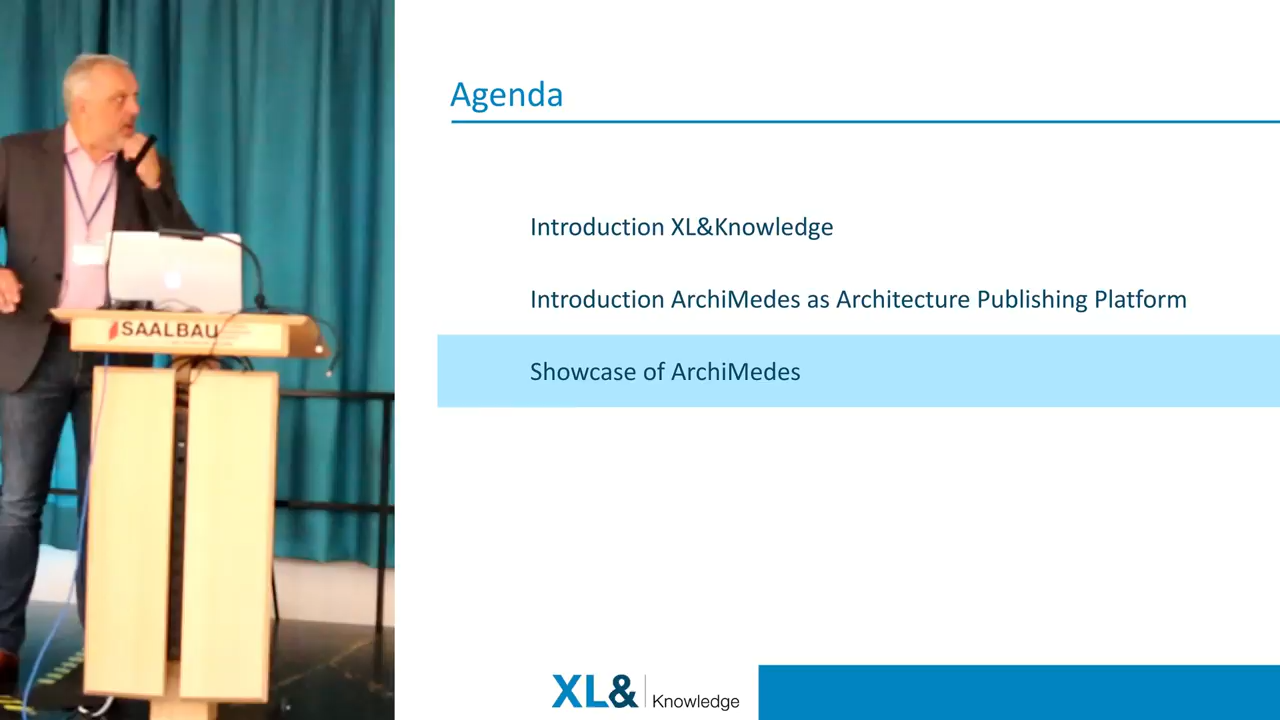 SAALBAU
Agenda
Introduction XL&Knowledge
Introduction ArchiMedes as Architecture Publishing Platform
Showcase of ArchiMedes
XL& Knowledge